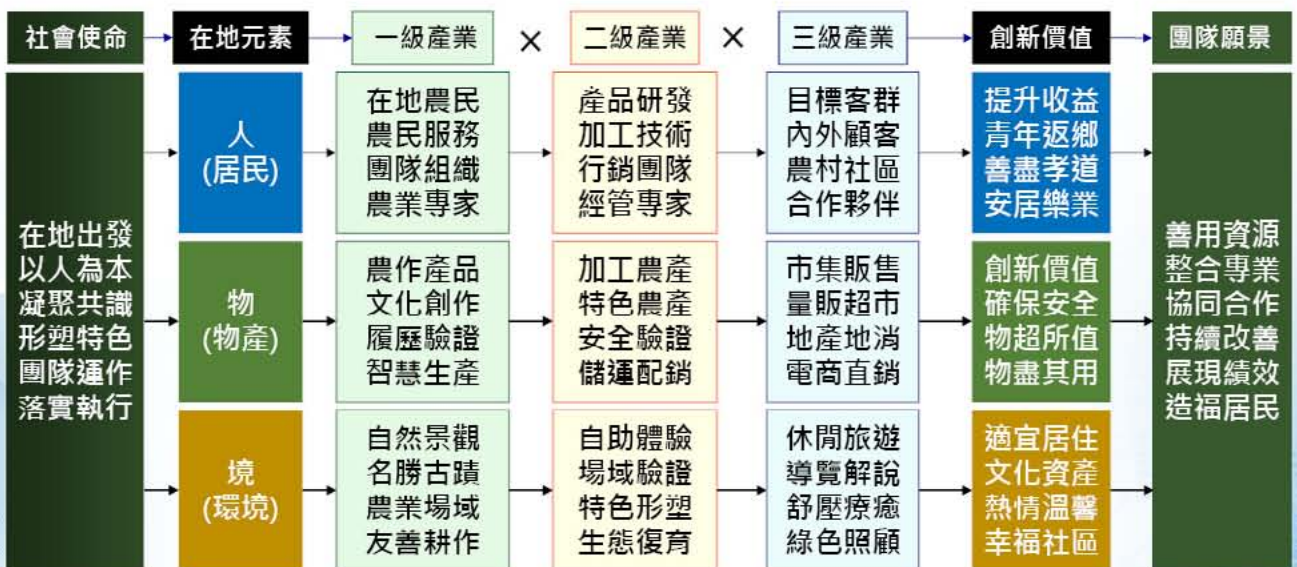 社會使命
在地元素
一級產業
×
二級產業
×
三級產業
創新價值
團隊願景
在地出發
以人為本
凝聚共識
形塑特色
團隊運作
落實執行
人
(居民)
在地農民
農民服務
團隊組織
農業專家
產品研發
加工技術
行銷團隊
經管專家
目標客群
內外顧客
農村社區
合作夥伴
提升收益
青年返鄉
善盡孝道
安居樂業
物
(物產)
農作產品
文化創作
履歷驗證
智慧生產
加工農產
特色農產
安全驗證
儲運配銷
市集販售
量販超市
地產地消
電商直銷
創新價值
確保安全
物超所值
物盡其用
境
(環境)
自然景觀
名勝古蹟
農業場域
友善耕作
自助體驗
場域驗證
特色形塑
生態復育
休閒旅遊
導覽解說
舒壓療癒
綠色照顧
適宜居住
文化資產
熱情溫馨
幸福社區
善用資源
整合專業
協同合作
持續改善
展現績效
造福居民